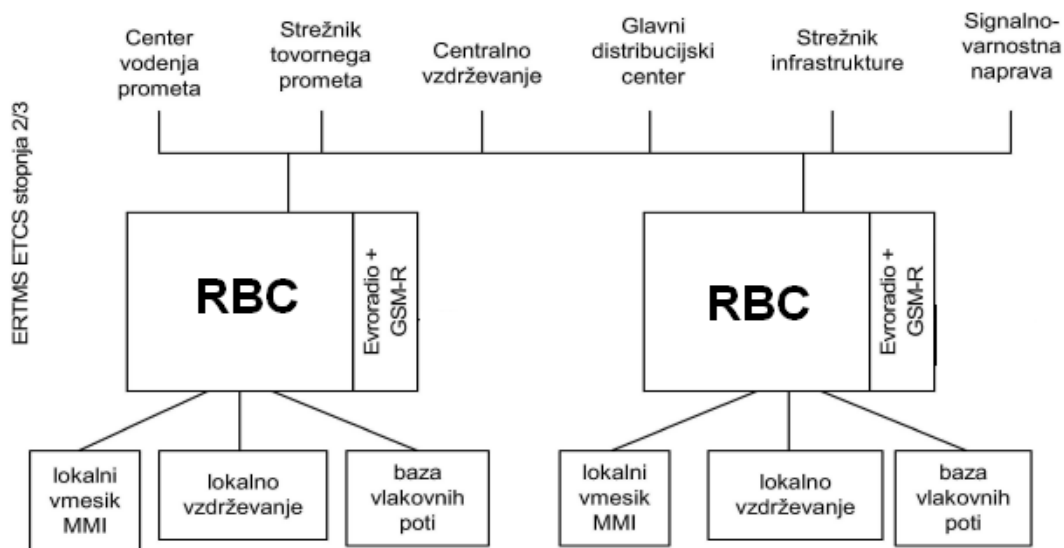 ERTMS ETCS stopnja 2/3
Center
vodenja
prometa
Strežnik
tovornega
prometa
Centralno
vzdrževanje
Glavni
distribucijski
center
Strežnik
infrastrukture
Signalno-
varnostna
naprava
RBC
Evroradio +
GSM-R
RBC
Evroradio +
GSM-R
lokalni
vmesik
MMI
lokalno
vzdrževanje
baza
vlakovnih
poti
lokalni
vmesik
MMI
lokalno
vzdrževanje
baza
vlakovnih
poti